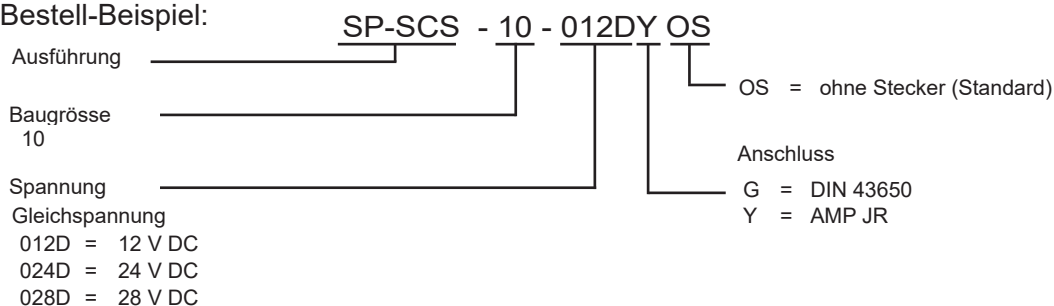 Bestell-Beispiel:
SP-SCS - 10 - 012DY OS
Ausführung
Baugrösse
10
Spannung
Gleichspannung
012D = 12 V DC
024D = 24 V DC
028D = 28 V DC
OS = ohne Stecker (Standard)
Anschluss
G = DIN 43650
Y = AMP JR